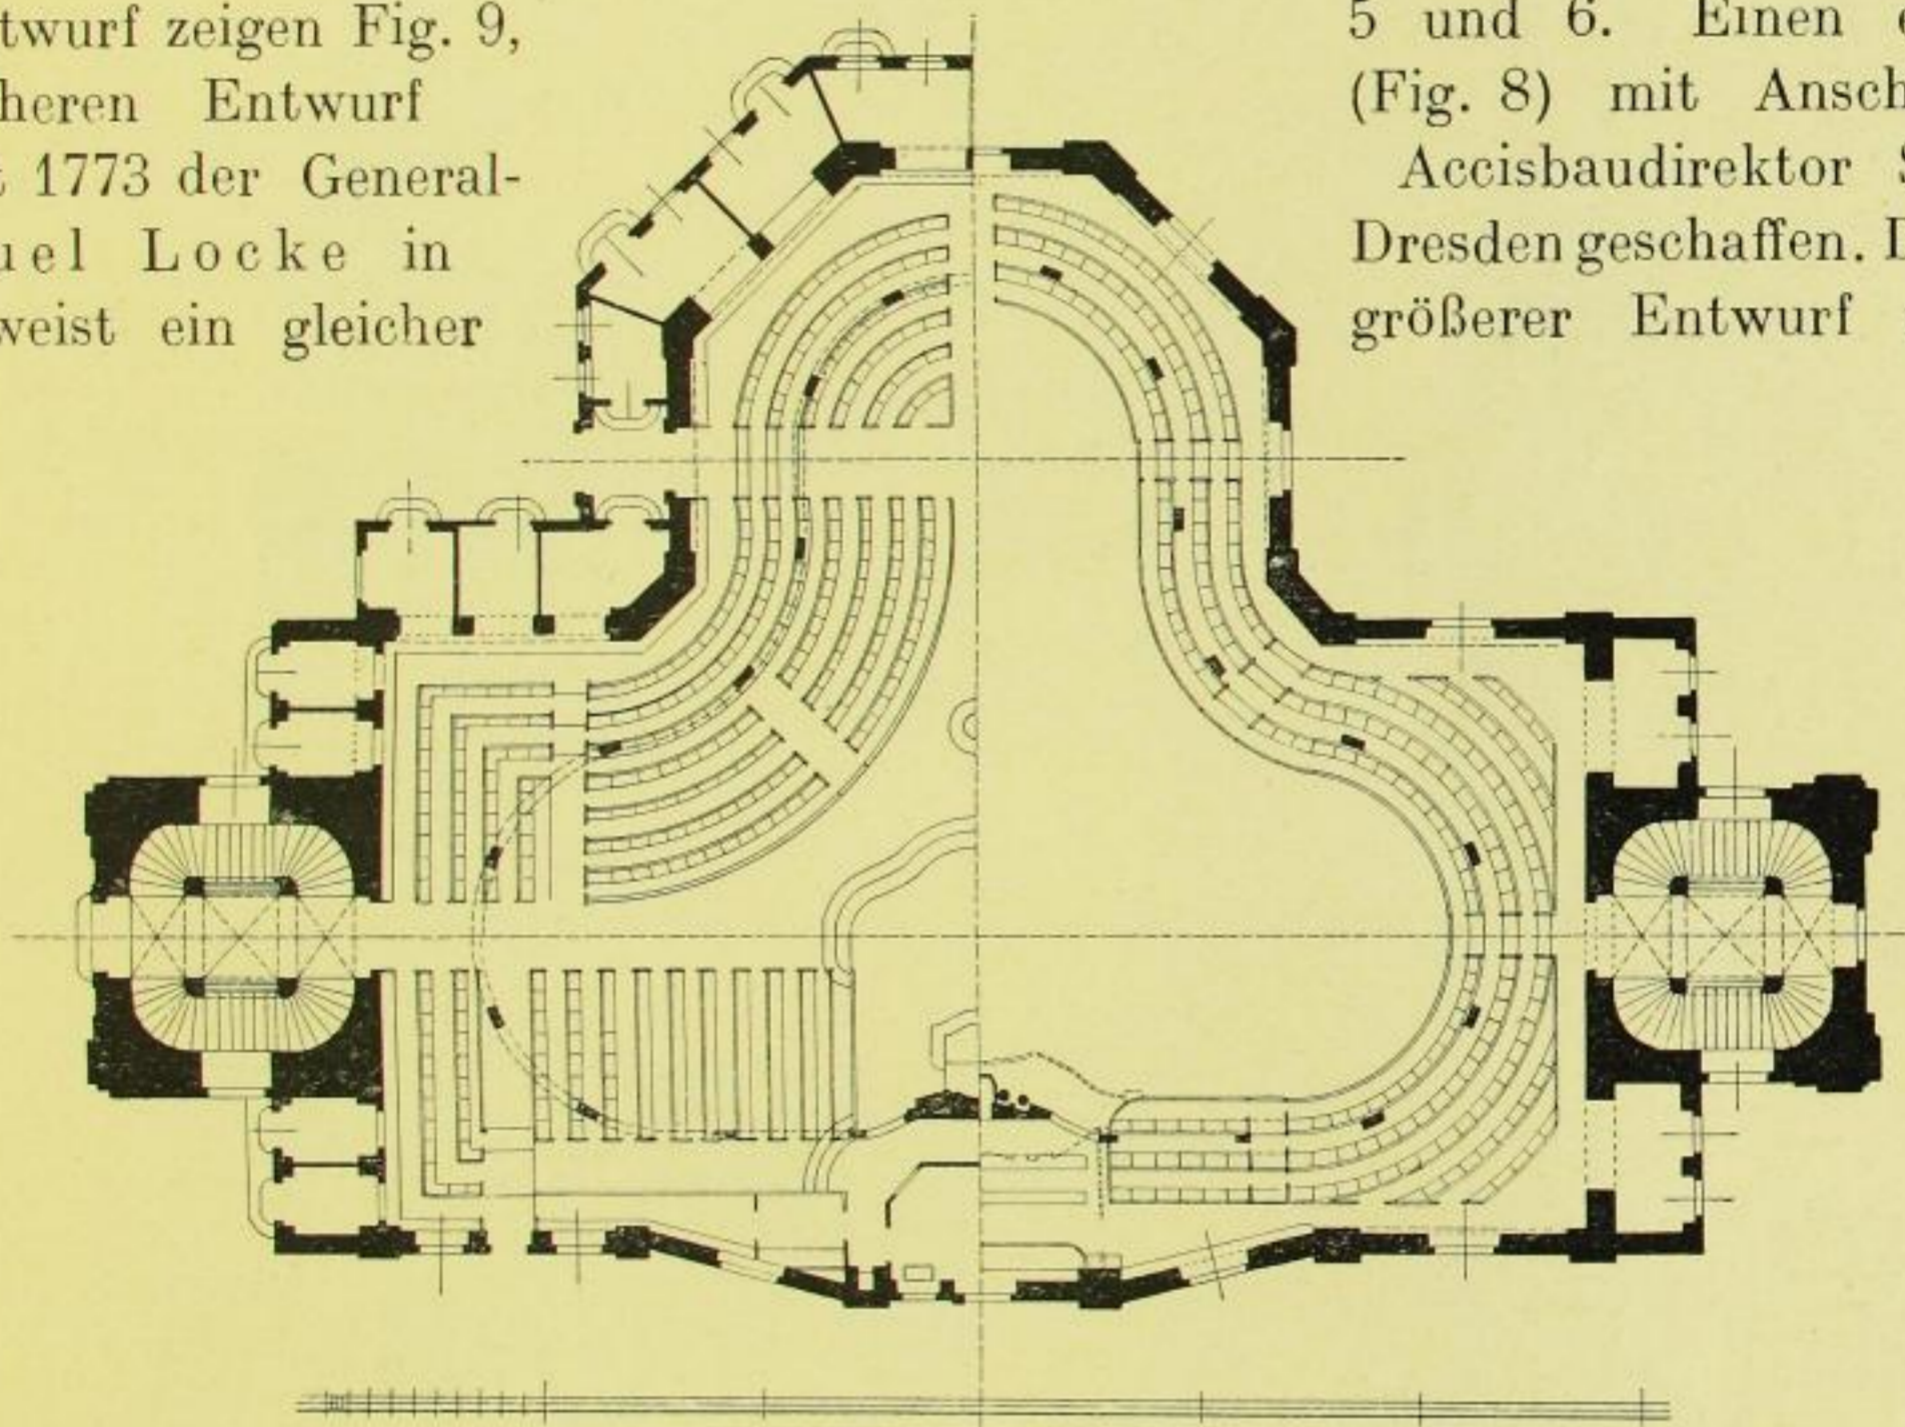 twurf zeigen Fig. 9, 5 und 6. Einen e
heren Entwurf (Fig. 8) mit Ansch
t 1773 der General- Accisbaudirektor S
uel Locke in Dresden geschaffen. D
weist ein gleicher größerer Entwurf